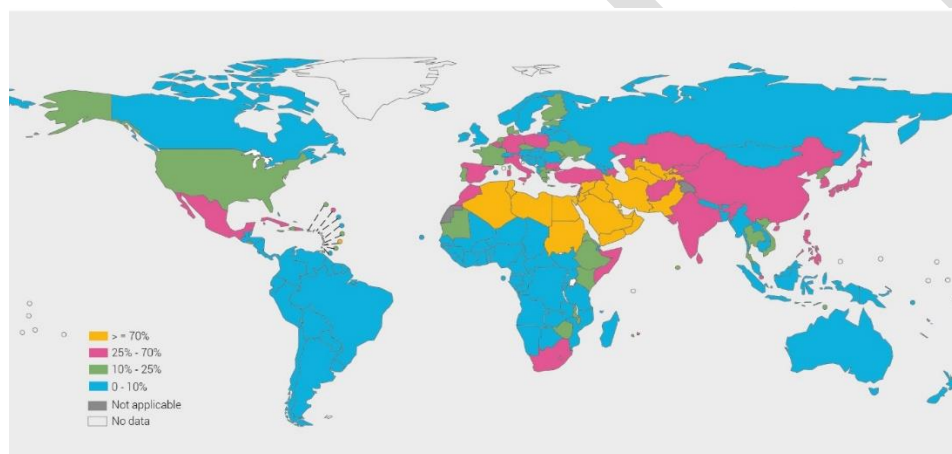 > = 70%
25% - 70%
10% - 25%
0 - 10%
Not applicable
No data